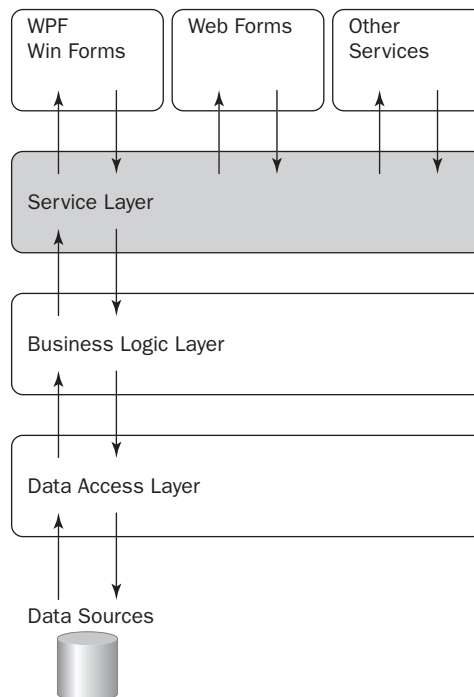 WPF
Win Forms
Web Forms
Other
Services
Service Layer
Business Logic Layer
Data Access Layer
Data Sources